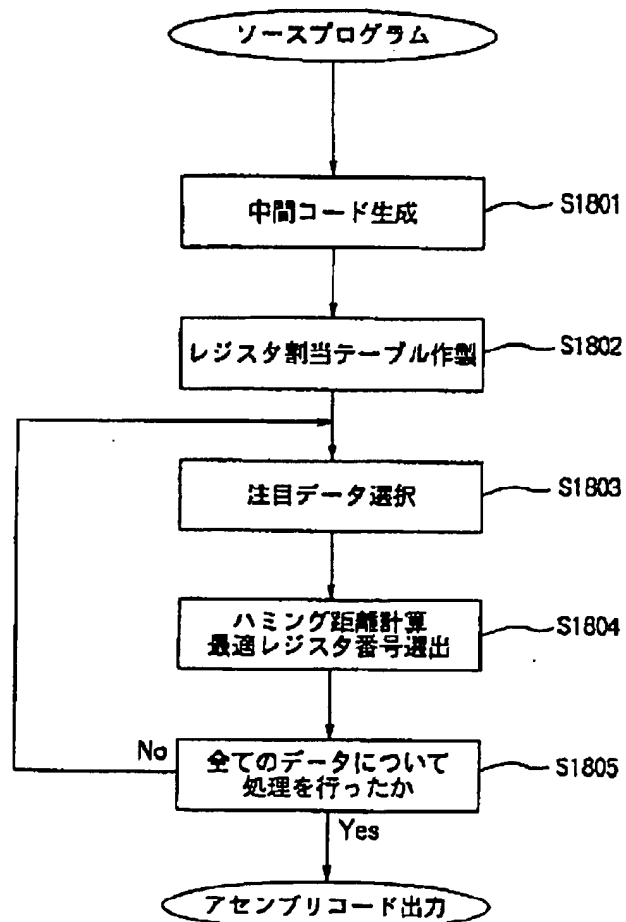 ソースプログラム
中間コード生成
S1801
レジスタ割当テーブル作製
S1802
注目データ選択
S1803
ハミング距離計算
最適レジスタ番号選出
S1804
No
全てのデータについて
処理を行ったか
S1805
Yes
アセンブリコード出力